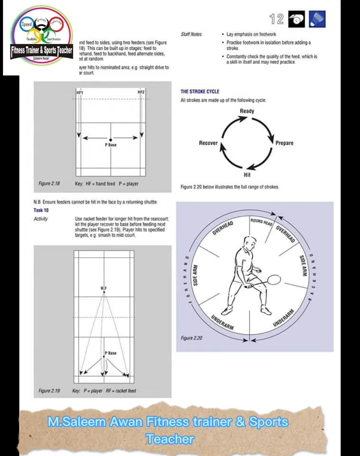 Fitness Trainer & Sports
Teacher
nd feed to sides, using two feeders (see Figure
18). This can be built up in stages: feed to
ehand, feed to backhand, feed alternate sides,
d at random
ayer hits to nominated area, e.g. straight drive to
ar court.
HF1
HF2
P Base
Figure 2.18
Key: HF = hand feed P = player
N.B Ensure feeders cannot be hit in the face by a returning shuttle
Task 10
Activity
Use racket feeder for longer hit from the rearcourt:
let the player recover to base before feeding next
shuttle (see Figure 2.19). Player hits to specified
targets, e.g. smash to mid court.
R.F
P Base
Figure 2.19
Key: P = player RF = racket feed
12
Staff Notes
• Lay emphasis on footwork
• Practise footwork in isolation before adding a
stroke
• Constantly check the quality of the feed, which is
a skill in itself and may need practice.
THE STROKE CYCLE
All strokes are made up of the following cycle:
Ready
Prepare
Hit
Recover
Figure 2.20 below illustrates the full range of strokes.
OVERHEAD
ROUND HEAD
OVERHEAD
SIDE ARM
SIDE ARM
UNDERARM
UNDERARM
Figure 2.20
M.Saleem Awan Fitness trainer & Sports
Teacher